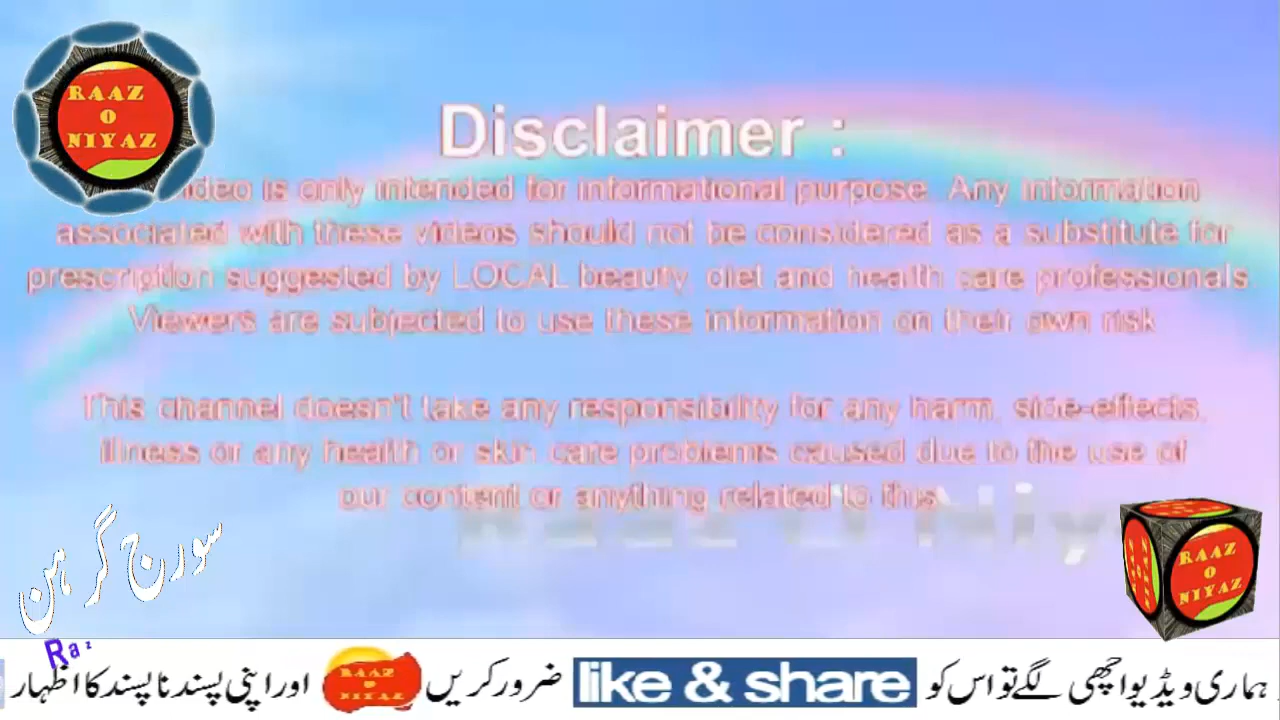 RAAZ
O
NIYAZ
Disclaimer :
ideo is only intended for informational purpose. Any information
associated with these videos should not be considered as a substitute for
prescription suggested by LOCAL beauty, diet and health care professionals.
Viewers are subjected to use these information on their own risk
This channel doesn't take any responsibility for any harm, side-effects,
illness or any health or skin care problems caused due to the use of
our content or anything related to this
سورج گرہن
RAAZ
O
NIYAZ
Raz
ہماری ویڈیو اچھی لگے تو اس کو like & share ضرور کریں RAAZ O NIYAZ اور اپنی پسند ناپسند کا اظہار